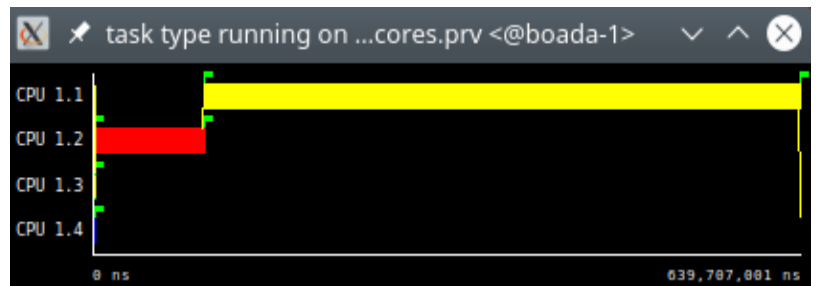 task type running on ...cores.prv <@boada-1>
CPU 1.1
CPU 1.2
CPU 1.3
CPU 1.4
0 ns
639,707,001 ns